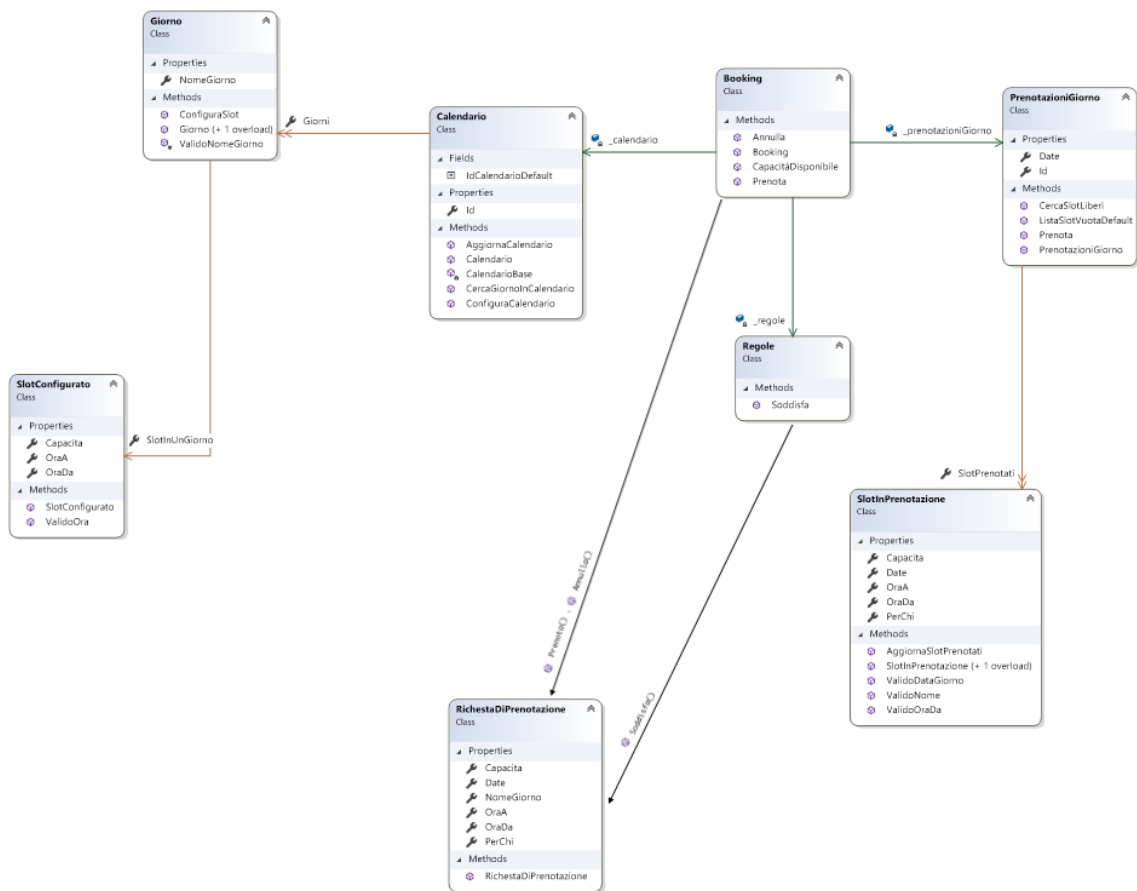 Giorno
Class
Properties
NomeGiorno
Methods
ConfiguraSlot
Giorno (+ 1 overload)
ValidoNomeGiorno
Giorni
Calendario
Class
Fields
IdCalendarioDefault
Properties
Id
Methods
AggiornaCalendario
Calendario
CalendarioBase
CercaGiornoInCalendario
ConfiguraCalendario
_calendario
Booking
Class
Methods
Annulla
Booking
CapacitàDisponibile
Prenota
_prenotazioniGiorno
PrenotazioniGiorno
Class
Properties
Date
Id
Methods
CercaSlotLiberi
ListaSlotVuotaDefault
Prenota
PrenotazioniGiorno
_regole
Regole
Class
Methods
Soddisfa
SlotConfigurato
Class
Properties
Capacita
OraA
OraDa
Methods
SlotConfigurato
ValidoOra
SlotInUnGiorno
SlotPrenotati
SlotInPrenotazione
Class
Properties
Capacita
Date
OraA
OraDa
PerChi
Methods
AggiornaSlotPrenotati
SlotInPrenotazione (+ 1 overload)
ValidoDataGiorno
ValidoNome
ValidoOraDa
Prenota() , Annulla()
Soddisfa()
RichestaDiPrenotazione
Class
Properties
Capacita
Date
NomeGiorno
OraA
OraDa
PerChi
Methods
RichestaDiPrenotazione